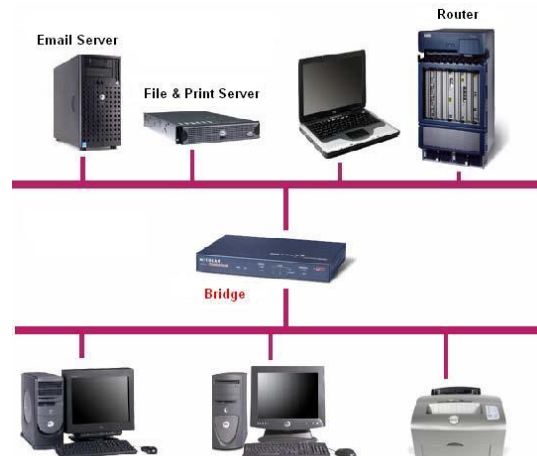 Router
Email Server
File & Print Server
NETGEAR
Bridge